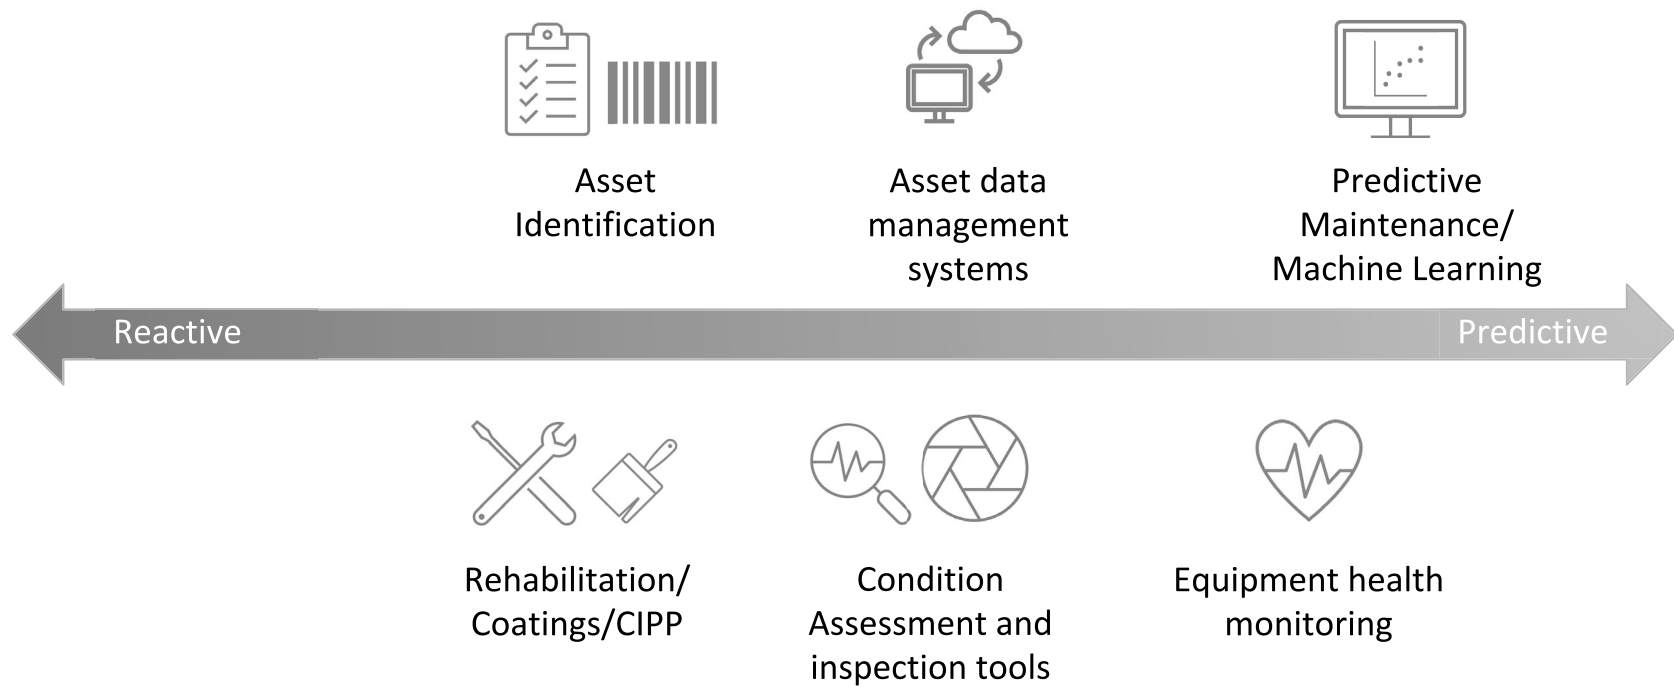 Asset
Identification
Asset data
management
systems
Predictive
Maintenance/
Machine Learning
Reactive
Predictive
Rehabilitation/
Coatings/CIPP
Condition
Assessment and
inspection tools
Equipment health
monitoring